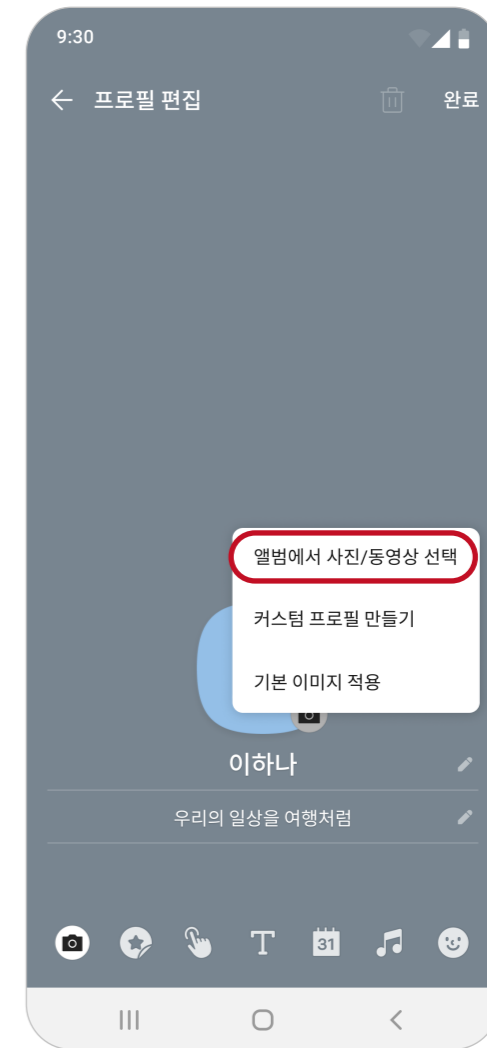 9:30
프로필 편집
완료
앨범에서 사진/동영상 선택
커스텀 프로필 만들기
기본 이미지 적용
이하나
우리의 일상을 여행처럼
T
31